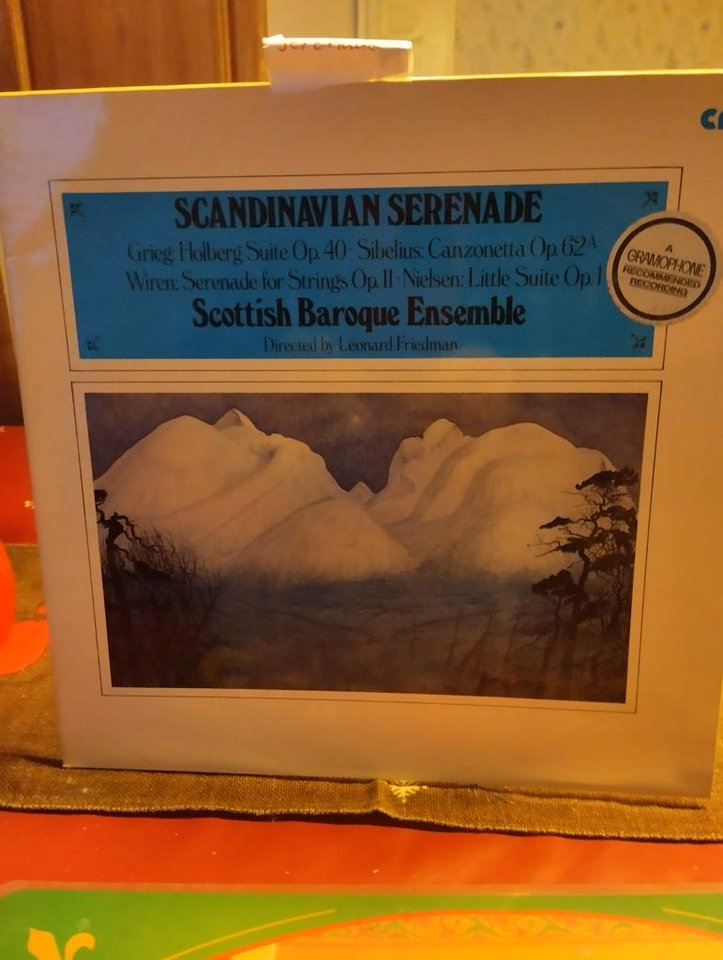 SCANDINAVIAN SERENADE
Grieg: Holberg Suite Op. 40 · Sibelius: Canzonetta Op. 62A
Wiren: Serenade for Strings Op. 11 · Nielsen: Little Suite Op. 1
Scottish Baroque Ensemble
Directed by Leonard Friedman
A
GRAMOPHONE
RECOMMENDED
RECORDING